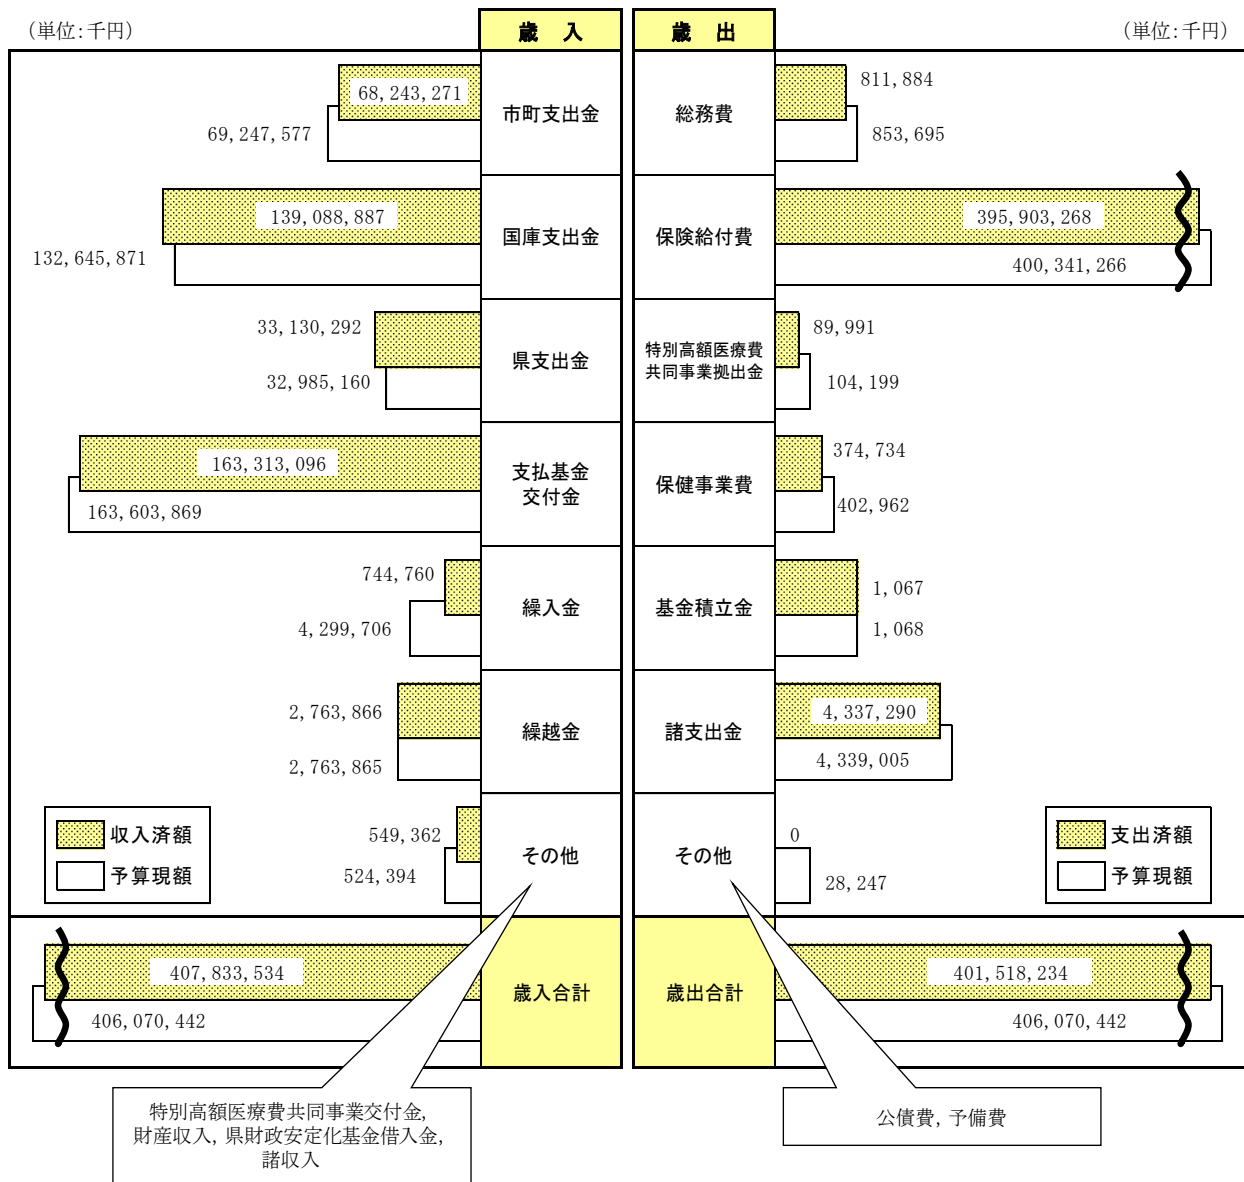 （単位：千円）
歳　入
歳　出
（単位：千円）
68,243,271
69,247,577
市町支出金
総務費
811,884
853,695
139,088,887
132,645,871
国庫支出金
保険給付費
395,903,268
400,341,266
33,130,292
32,985,160
県支出金
特別高額医療費
共同事業拠出金
89,991
104,199
163,313,096
163,603,869
支払基金
交付金
保健事業費
374,734
402,962
744,760
4,299,706
繰入金
基金積立金
1,067
1,068
2,763,866
2,763,865
繰越金
諸支出金
4,337,290
4,339,005
収入済額
予算現額
549,362
524,394
その他
その他
0
28,247
支出済額
予算現額
407,833,534
406,070,442
歳入合計
歳出合計
401,518,234
406,070,442
特別高額医療費共同事業交付金，
財産収入，県財政安定化基金借入金，
諸収入
公債費，予備費